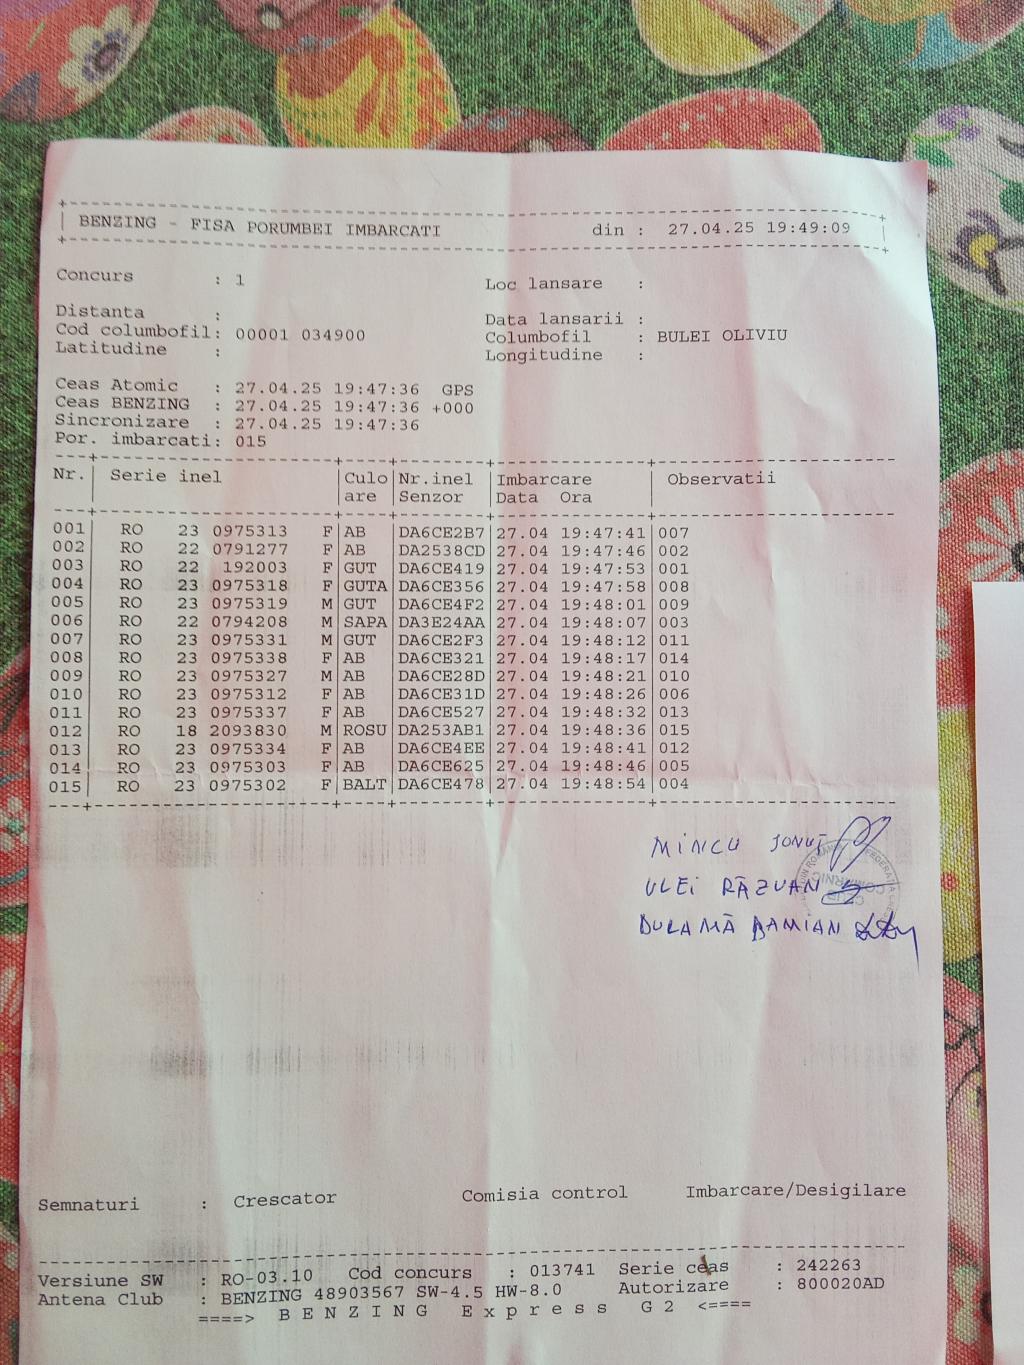 BENZING - FISA PORUMBEI IMBARCATI din : 27.04.25 19:49:09
Concurs : 1 Loc lansare :
Distanta : Data lansarii :
Cod columbofil: 00001 034900 Columbofil : BULEI OLIVIU
Latitudine : Longitudine :
Ceas Atomic : 27.04.25 19:47:36 GPS
Ceas BENZING : 27.04.25 19:47:36 +000
Sincronizare : 27.04.25 19:47:36
Por. imbarcati: 015
Nr. Serie inel Culo Nr.inel Imbarcare Observatii
are Senzor Data Ora
001 RO 23 0975313 F AB DA6CE2B7 27.04 19:47:41 007
002 RO 22 0791277 F AB DA2538CD 27.04 19:47:46 002
003 RO 22 192003 F GUT DA6CE419 27.04 19:47:53 001
004 RO 23 0975318 F GUTA DA6CE356 27.04 19:47:58 008
005 RO 23 0975319 M GUT DA6CE4F2 27.04 19:48:01 009
006 RO 22 0794208 M SAPA DA3E24AA 27.04 19:48:07 003
007 RO 23 0975331 M GUT DA6CE2F3 27.04 19:48:12 011
008 RO 23 0975338 F AB DA6CE321 27.04 19:48:17 014
009 RO 23 0975327 M AB DA6CE28D 27.04 19:48:21 010
010 RO 23 0975312 F AB DA6CE31D 27.04 19:48:26 006
011 RO 23 0975337 F AB DA6CE527 27.04 19:48:32 013
012 RO 18 2093830 M ROSU DA253AB1 27.04 19:48:36 015
013 RO 23 0975334 F AB DA6CE4EE 27.04 19:48:41 012
014 RO 23 0975303 F AB DA6CE625 27.04 19:48:46 005
015 RO 23 0975302 F BALT DA6CE478 27.04 19:48:54 004
MINCU IONUȚ
ULEI RĂZVAN
DULAMĂ DAMIAN
Semnaturi : Crescator Comisia control Imbarcare/Desigilare
Versiune SW : RO-03.10 Cod concurs : 013741 Serie ceas : 242263
Antena Club : BENZING 48903567 SW-4.5 HW-8.0 Autorizare : 800020AD
====> B E N Z I N G E x p r e s s G 2 <====